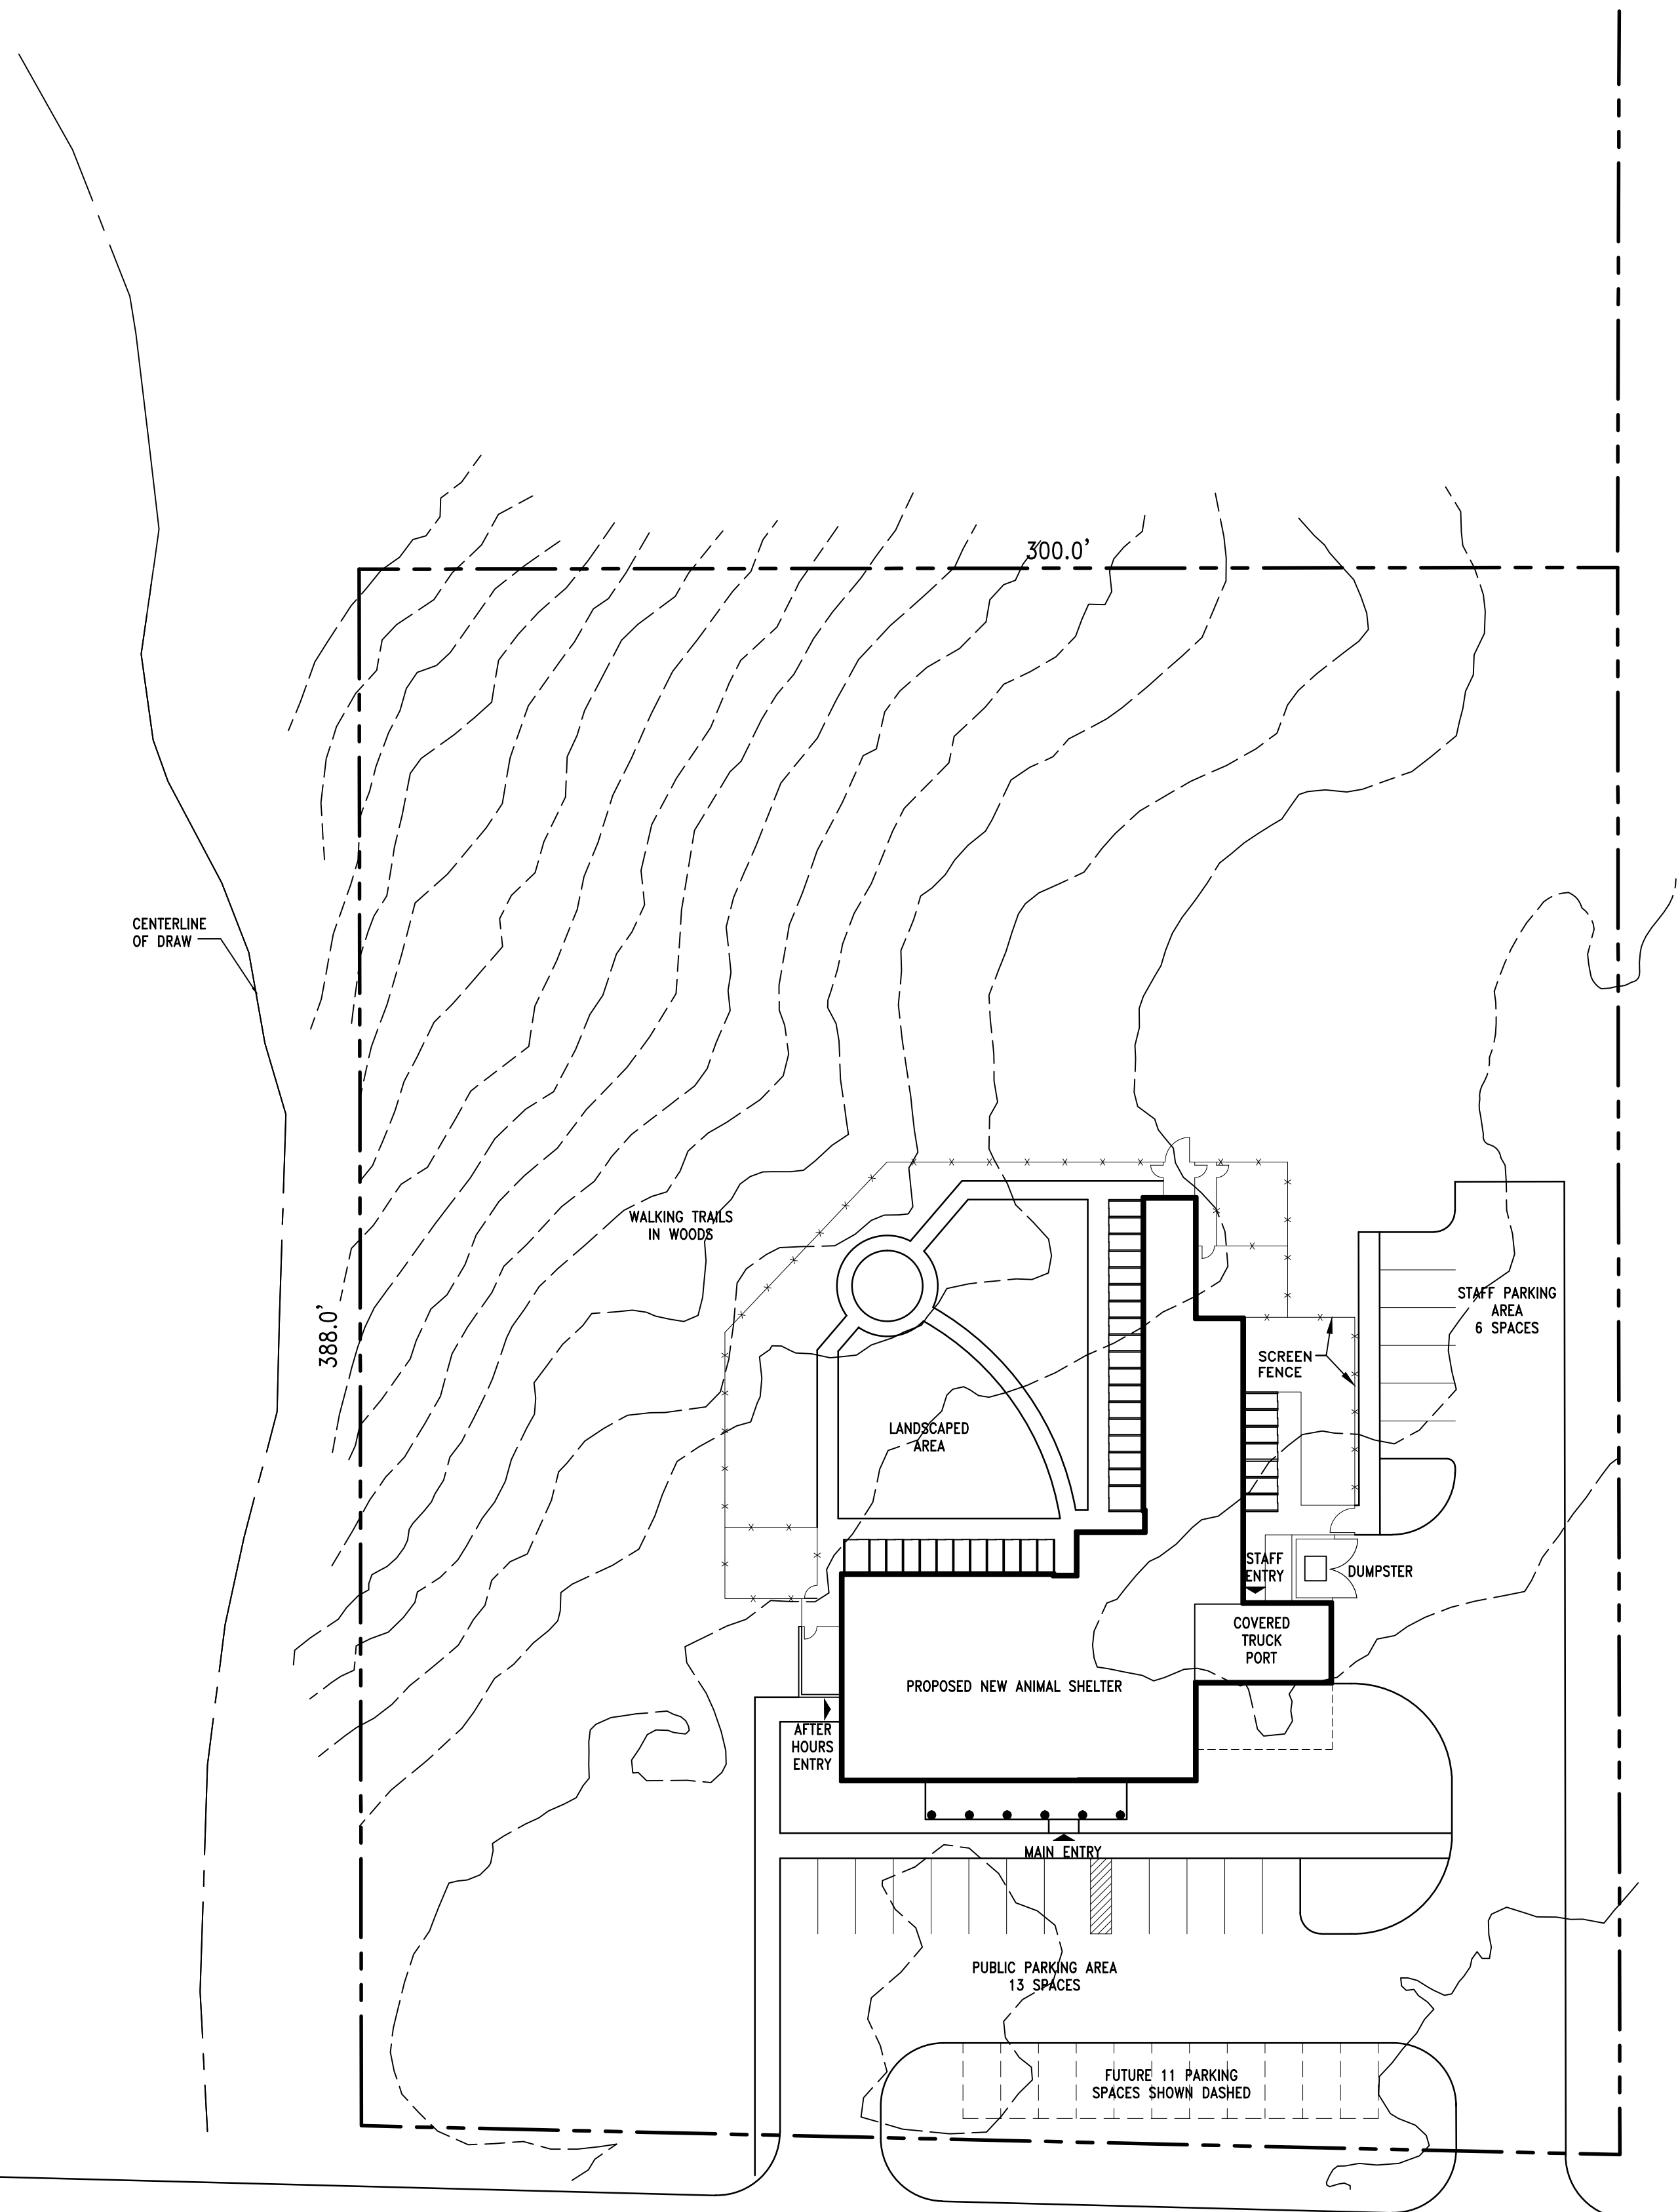 300.0'
CENTERLINE
OF DRAW
WALKING TRAILS
IN WOODS
388.0'
STAFF PARKING
AREA
6 SPACES
SCREEN
FENCE
LANDSCAPED
AREA
STAFF
ENTRY
DUMPSTER
COVERED
TRUCK
PORT
PROPOSED NEW ANIMAL SHELTER
AFTER
HOURS
ENTRY
MAIN ENTRY
PUBLIC PARKING AREA
13 SPACES
FUTURE 11 PARKING
SPACES SHOWN DASHED